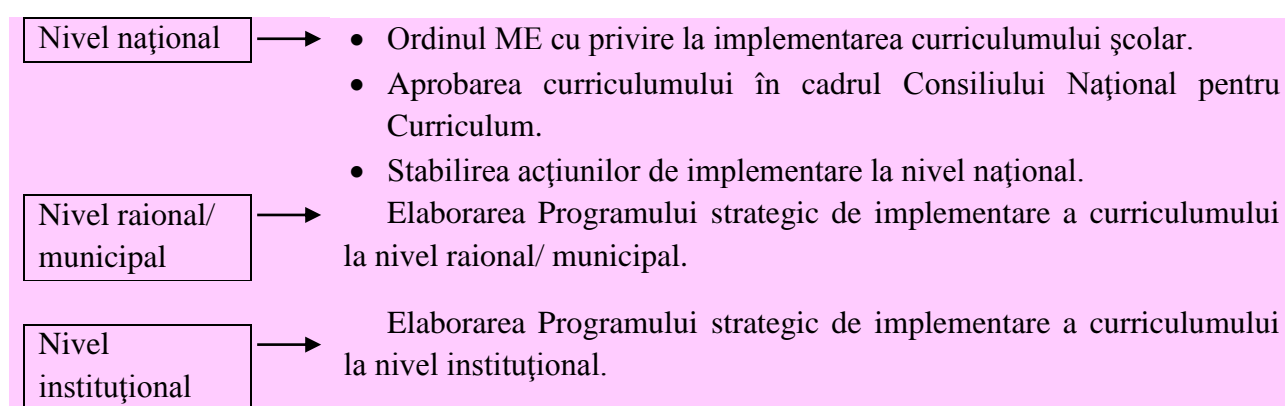 Nivel naţional
• Ordinul ME cu privire la implementarea curriculumului şcolar.
• Aprobarea curriculumului în cadrul Consiliului Naţional pentru
Curriculum.
• Stabilirea acţiunilor de implementare la nivel naţional.
Nivel raional/
municipal
Elaborarea Programului strategic de implementare a curriculumului
la nivel raional/ municipal.
Nivel
instituţional
Elaborarea Programului strategic de implementare a curriculumului
la nivel instituţional.